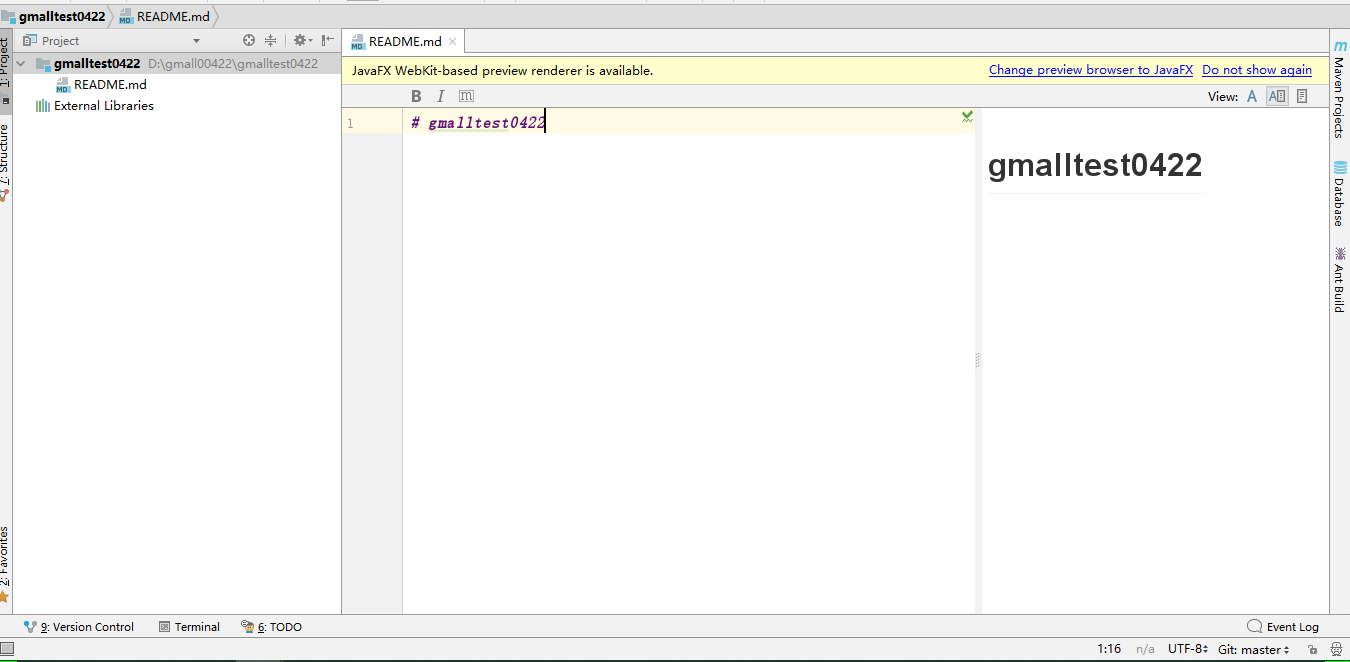 gmalltest0422 README.md
Project
README.md
gmalltest0422 D:\gmall00422\gmalltest0422
README.md
External Libraries
JavaFX WebKit-based preview renderer is available. Change preview browser to JavaFX Do not show again
B I m View: A A
1 # gmalltest0422
gmalltest0422
1: Project
7: Structure
2: Favorites
m Maven Projects
Database
Ant Build
9: Version Control Terminal 6: TODO Event Log
1:16 n/a UTF-8 Git: master